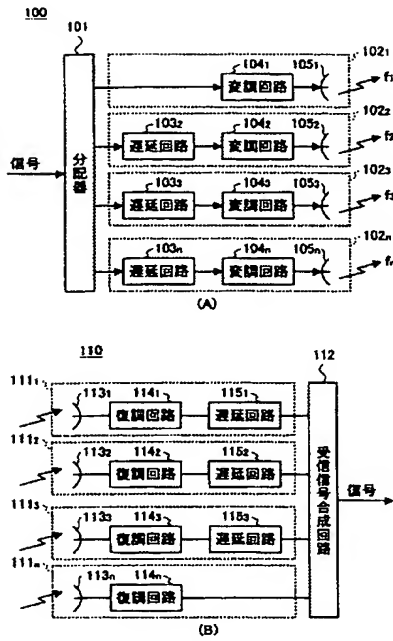 100
101
102₁
104₁ 105₁
変調回路
f₁
102₂
103₂ 104₂ 105₂
遅延回路 変調回路
f₂
信号
分配器
102₃
103₃ 104₃ 105₃
遅延回路 変調回路
f₃
102n
103n 104n 105n
遅延回路 変調回路
fn
(A)
110
112
111₁
113₁ 114₁ 115₁
復調回路 遅延回路
111₂
113₂ 114₂ 115₂
復調回路 遅延回路
受信信号合成回路
信号
111₃
113₃ 114₃ 115₃
復調回路 遅延回路
111n
113n 114n
復調回路
(B)